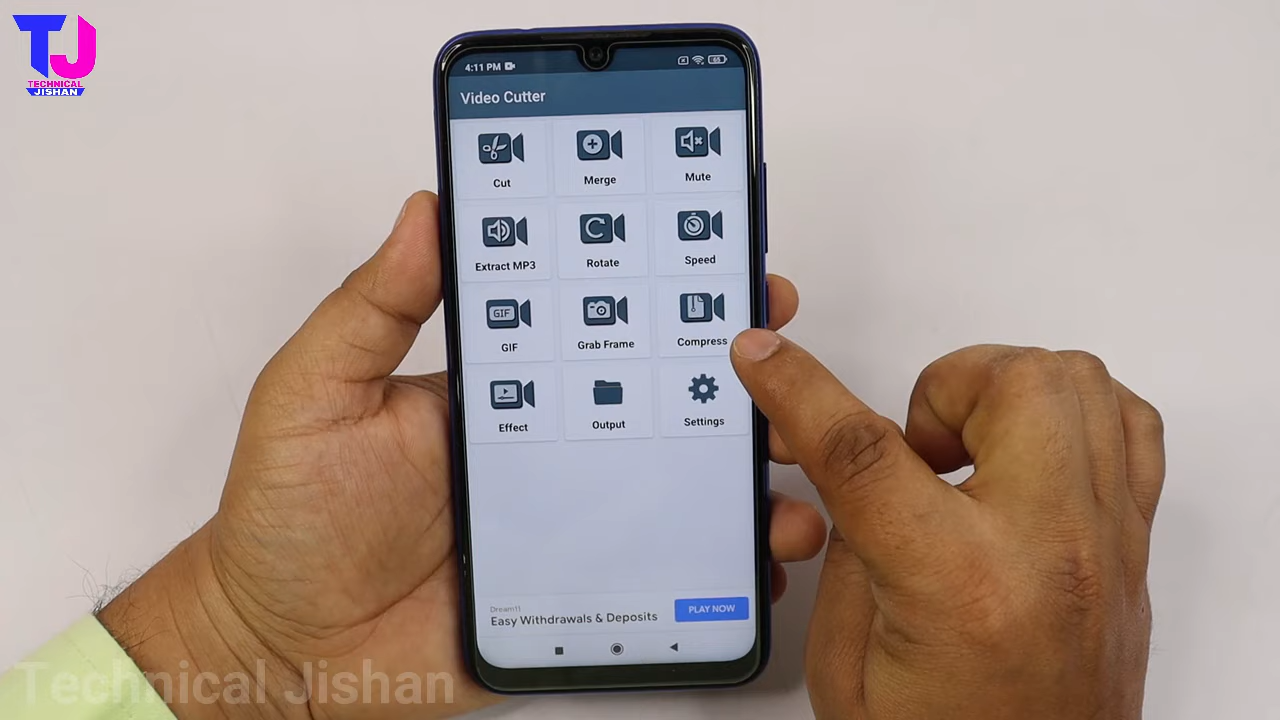 TJ
TECHNICAL
JISHAN
4:11 PM
65
Video Cutter
Cut
Merge
Mute
Extract MP3
Rotate
Speed
GIF
GIF
Grab Frame
Compress
Effect
Output
Settings
Dream11
Easy Withdrawals & Deposits
PLAY NOW
Technical Jishan